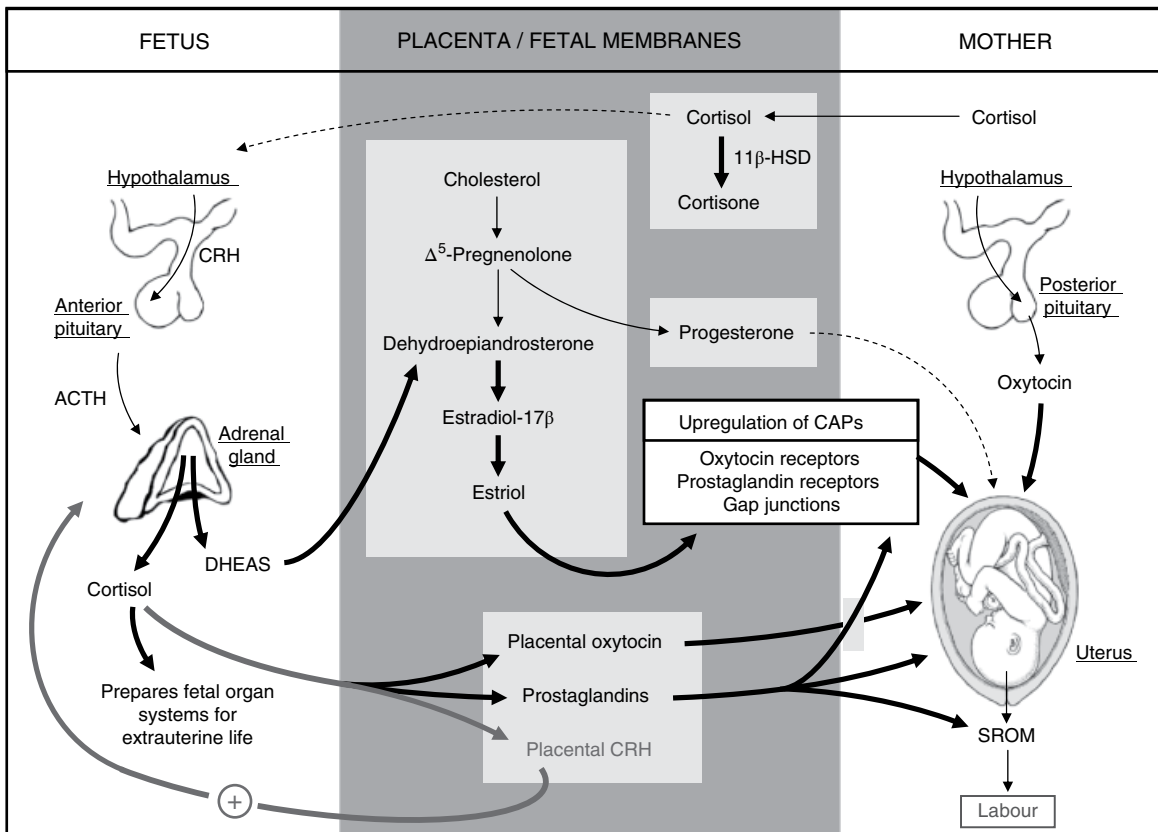 FETUS
PLACENTA / FETAL MEMBRANES
MOTHER
Cortisol
11β-HSD
Cortisone
Cortisol
Hypothalamus
CRH
Anterior
pituitary
ACTH
Adrenal
gland
DHEAS
Cortisol
Prepares fetal organ
systems for
extrauterine life
+
Cholesterol
Δ⁵-Pregnenolone
Dehydroepiandrosterone
Estradiol-17β
Estriol
Progesterone
Upregulation of CAPs
Oxytocin receptors
Prostaglandin receptors
Gap junctions
Placental oxytocin
Prostaglandins
Placental CRH
Hypothalamus
Posterior
pituitary
Oxytocin
Uterus
SROM
Labour